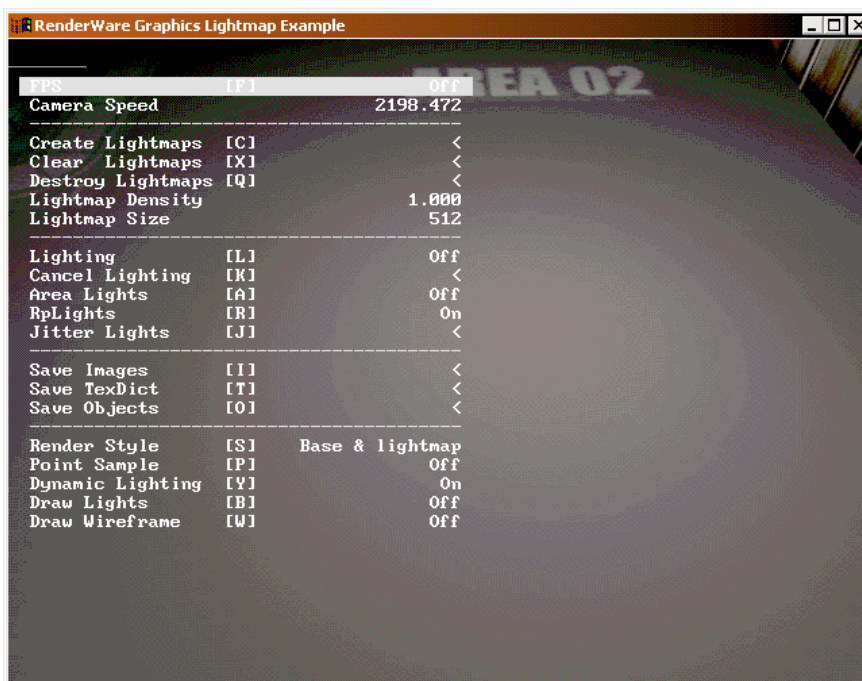 RenderWare Graphics Lightmap Example
AREA 02
FPS [F] Off
Camera Speed 2198.472
Create Lightmaps [C] <
Clear Lightmaps [X] <
Destroy Lightmaps [Q] <
Lightmap Density 1.000
Lightmap Size 512
Lighting [L] Off
Cancel Lighting [K] <
Area Lights [A] Off
RpLights [R] On
Jitter Lights [J] <
Save Images [I] <
Save TexDict [T] <
Save Objects [O] <
Render Style [S] Base & lightmap
Point Sample [P] Off
Dynamic Lighting [Y] On
Draw Lights [B] Off
Draw Wireframe [W] Off